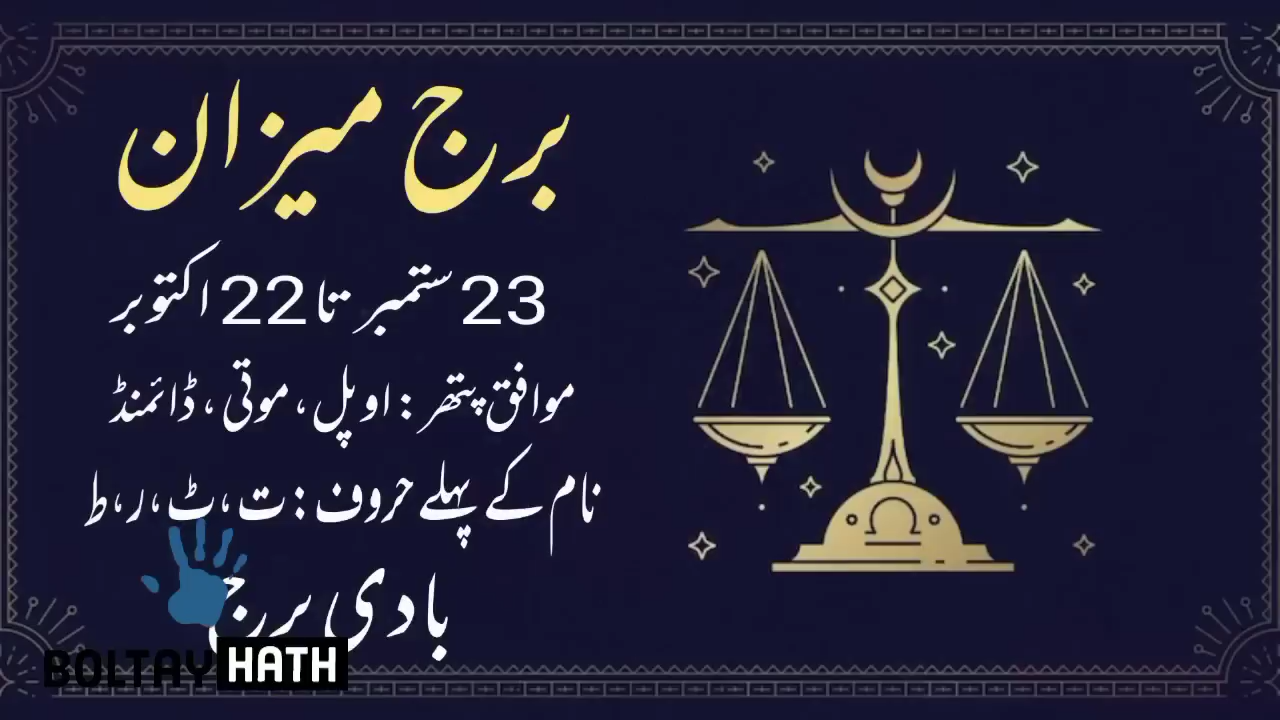 برج میزان
23 ستمبر تا 22 اکتوبر
موافق پتھر : اوپل، موتی، ڈائمنڈ
نام کے پہلے حروف : ت، ٹ، ر، ط
بادی برج
BOLTAY HATH